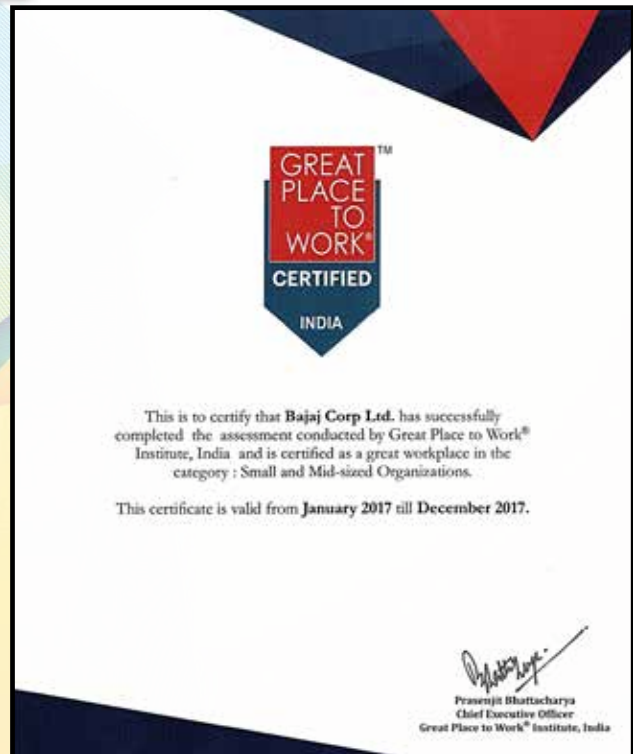 GREAT
PLACE
TO
WORK®
TM
CERTIFIED
INDIA
This is to certify that Bajaj Corp Ltd. has successfully
completed the assessment conducted by Great Place to Work®
Institute, India and is certified as a great workplace in the
category : Small and Mid-sized Organizations.
This certificate is valid from January 2017 till December 2017.
Prasenjit Bhattacharya
Chief Executive Officer
Great Place to Work® Institute, India